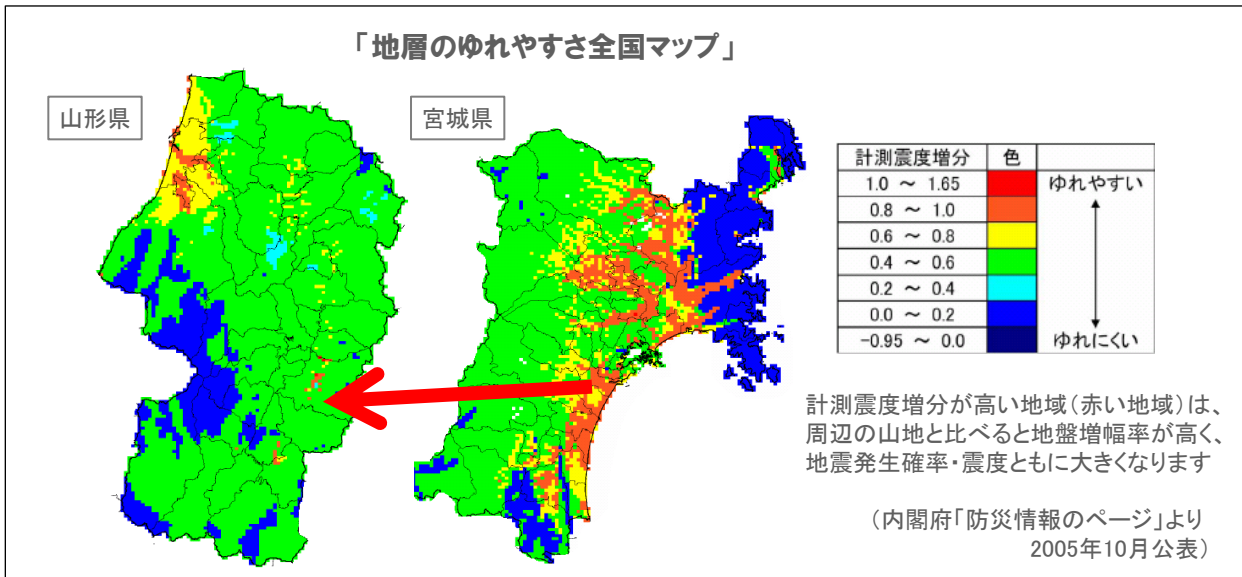 「地層のゆれやすさ全国マップ」
山形県
宮城県
計測震度増分 色
1.0 ～ 1.65 ゆれやすい
0.8 ～ 1.0
0.6 ～ 0.8
0.4 ～ 0.6
0.2 ～ 0.4
0.0 ～ 0.2
-0.95 ～ 0.0 ゆれにくい
計測震度増分が高い地域（赤い地域）は、
周辺の山地と比べると地盤増幅率が高く、
地震発生確率・震度ともに大きくなります
（内閣府「防災情報のページ」より
2005年10月公表）